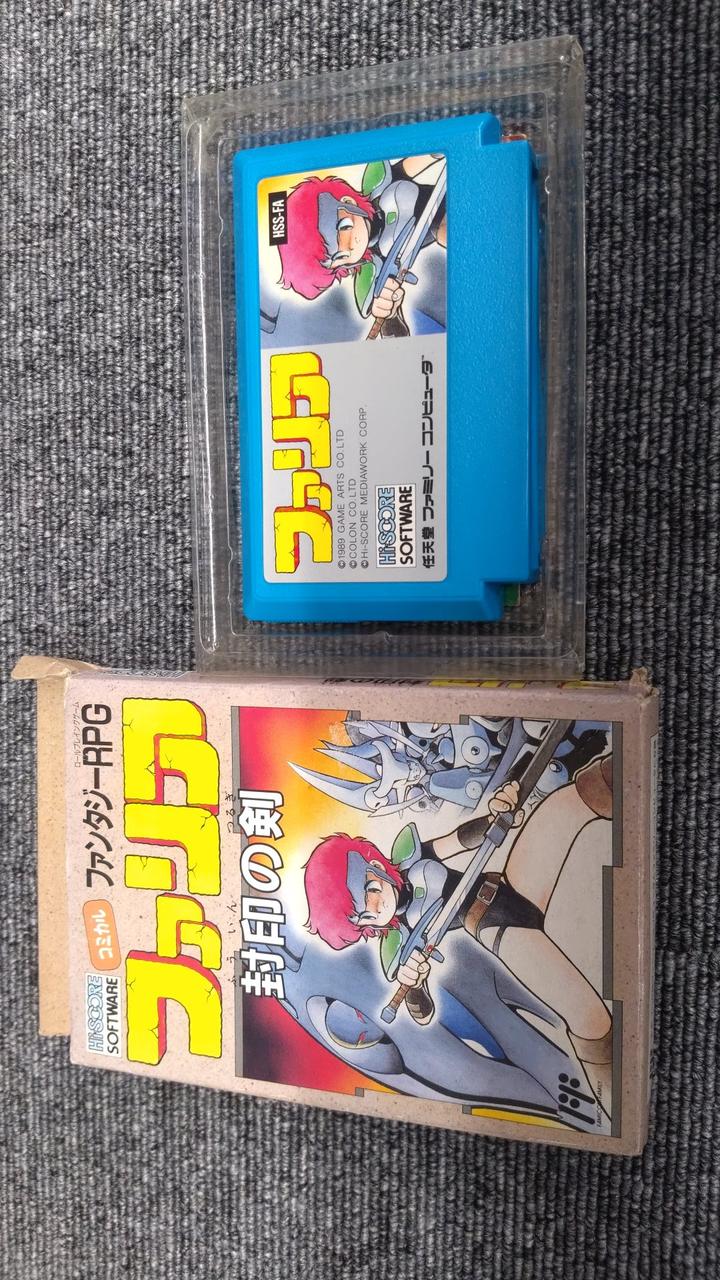 HSS-FA
ファリア
©1989 GAME ARTS CO.LTD
©COLON CO.LTD
©Hi-SCORE MEDIAWORK CORP.
Hi-SCORE
SOFTWARE
任天堂 ファミリー コンピュータ™
Hi-SCORE
SOFTWARE
コミカル
ロールプレイングゲーム
ファンタジーRPG
ファリア
ふういん つるぎ
封印の剣
FAMICOM FAMILY